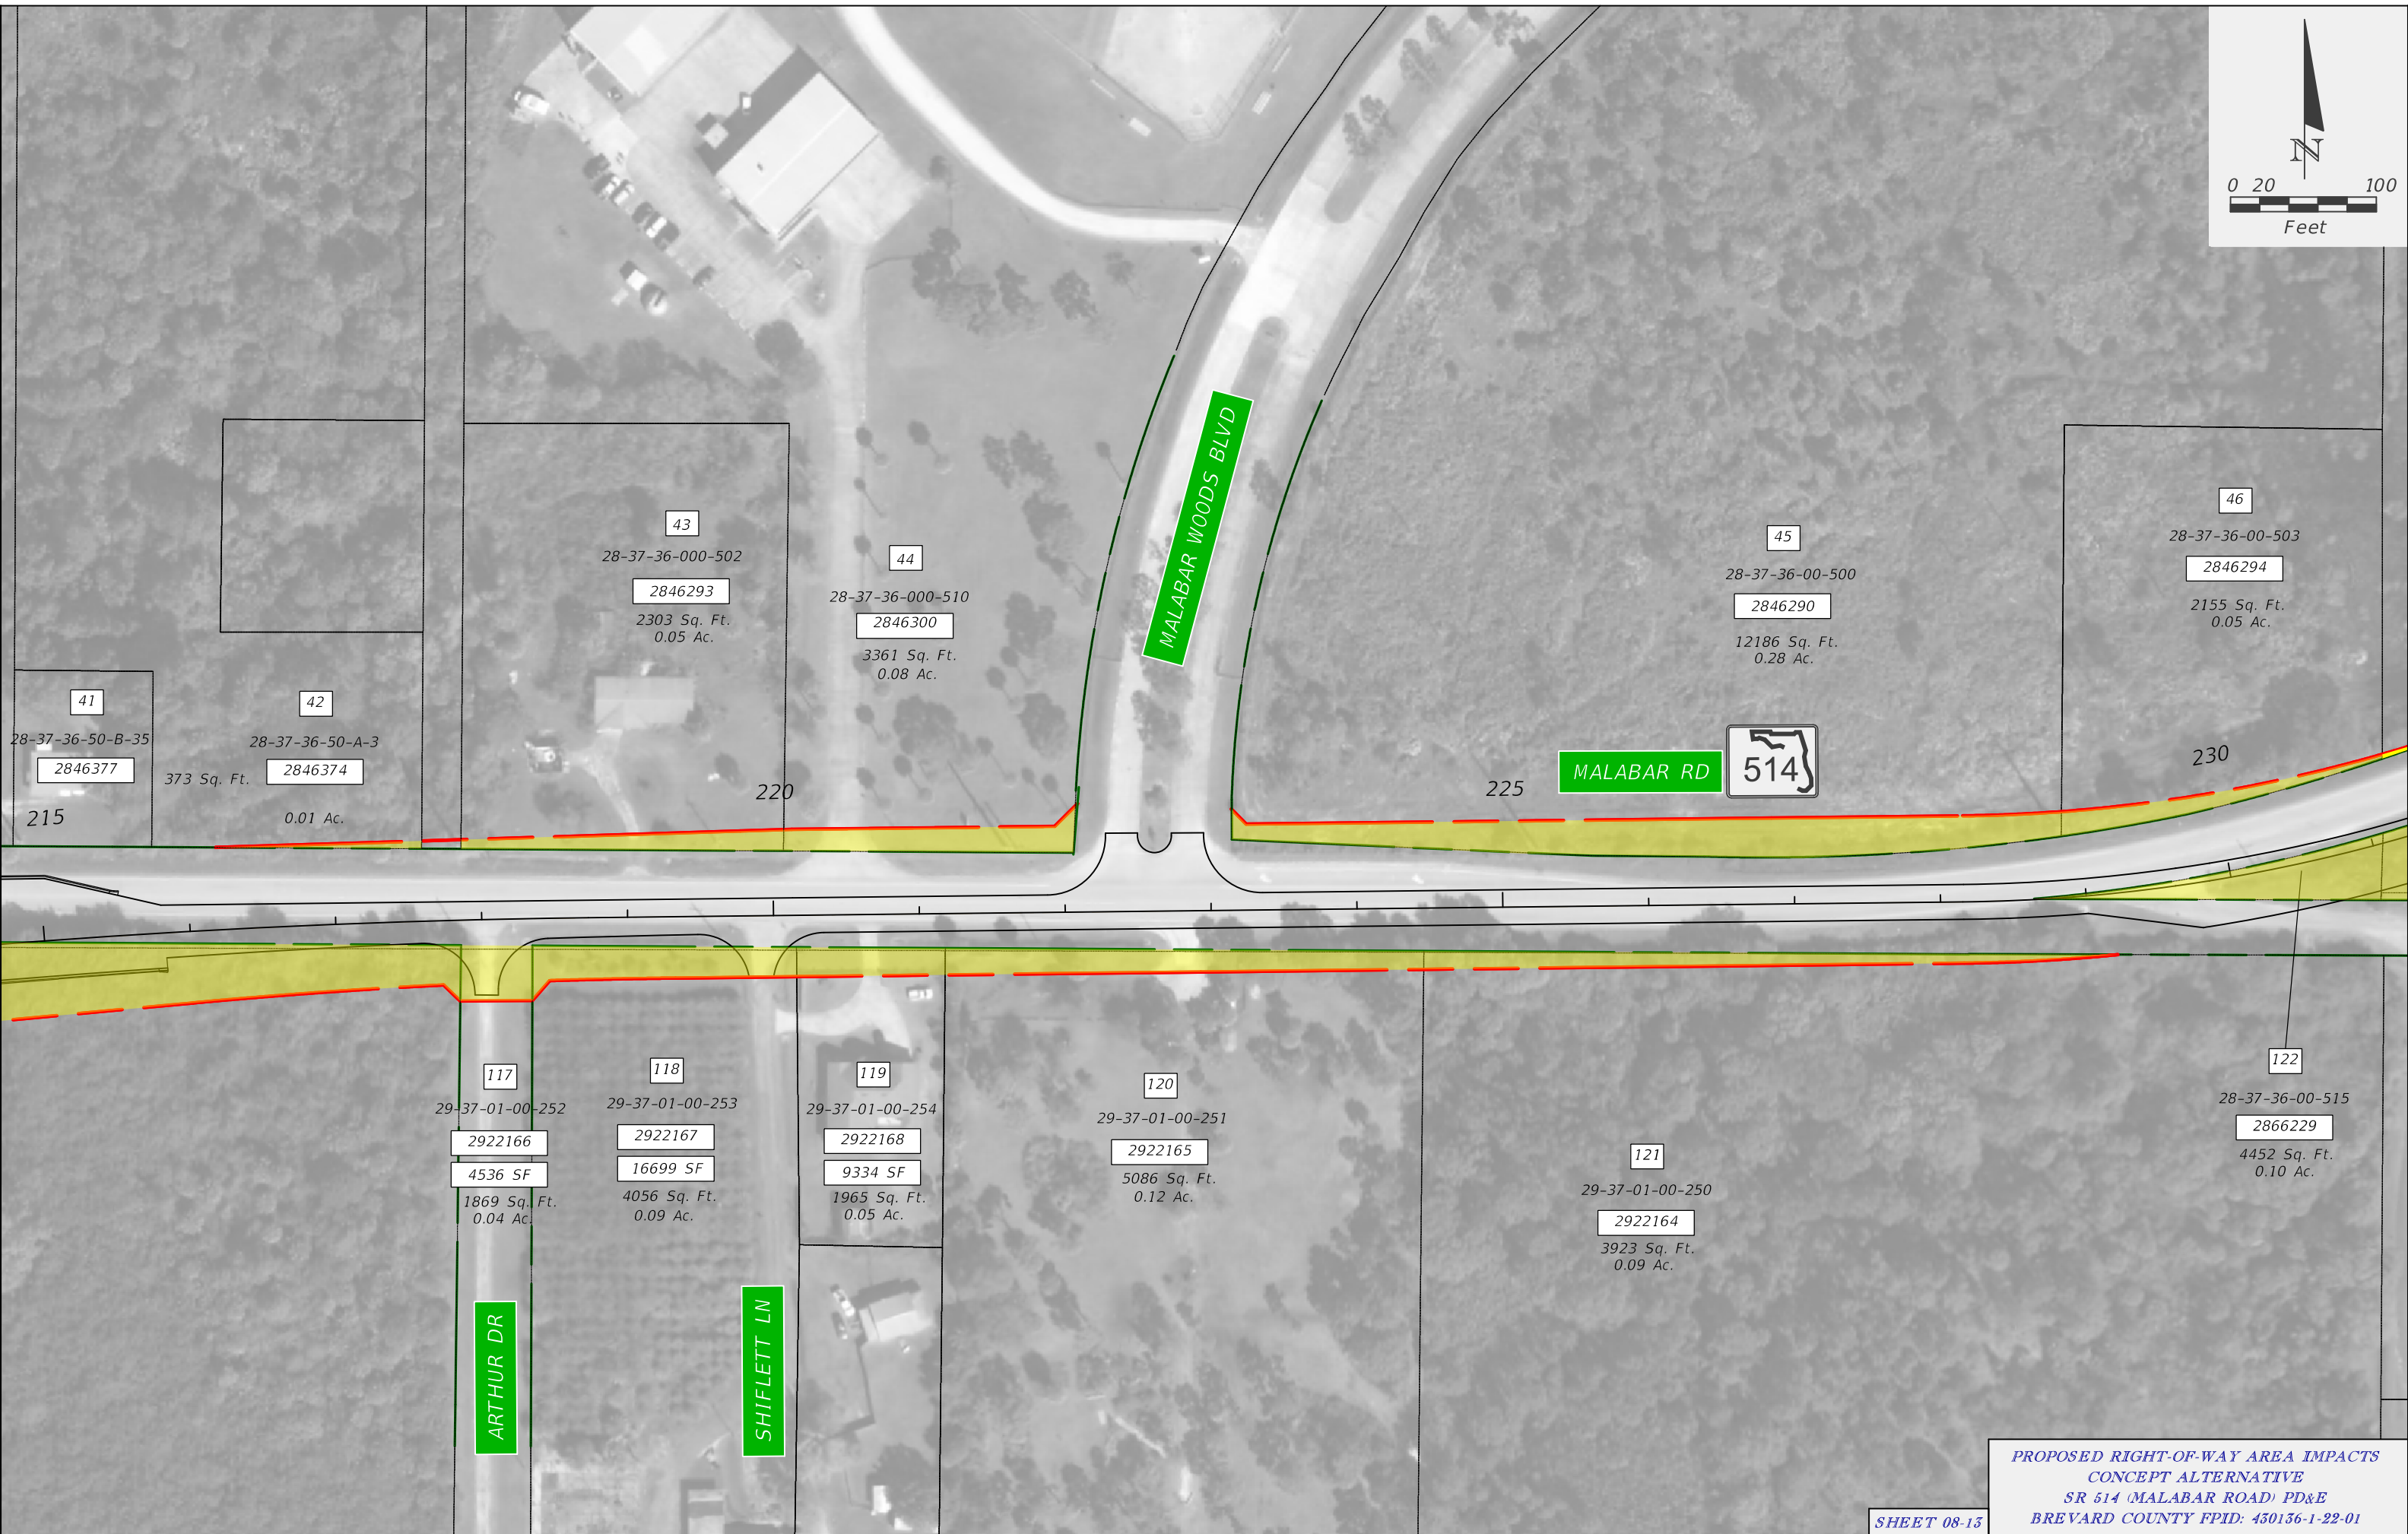 N
0 20 100
Feet
MALABAR WOODS BLVD
43
28-37-36-000-502
2846293
2303 Sq. Ft.
0.05 Ac.
44
28-37-36-000-510
2846300
3361 Sq. Ft.
0.08 Ac.
45
28-37-36-00-500
2846290
12186 Sq. Ft.
0.28 Ac.
46
28-37-36-00-503
2846294
2155 Sq. Ft.
0.05 Ac.
41
28-37-36-50-B-35
2846377
42
28-37-36-50-A-3
2846374
373 Sq. Ft.
0.01 Ac.
215
220
225
230
MALABAR RD
514
117
29-37-01-00-252
2922166
4536 SF
1869 Sq. Ft.
0.04 Ac.
118
29-37-01-00-253
2922167
16699 SF
4056 Sq. Ft.
0.09 Ac.
119
29-37-01-00-254
2922168
9334 SF
1965 Sq. Ft.
0.05 Ac.
120
29-37-01-00-251
2922165
5086 Sq. Ft.
0.12 Ac.
121
29-37-01-00-250
2922164
3923 Sq. Ft.
0.09 Ac.
122
28-37-36-00-515
2866229
4452 Sq. Ft.
0.10 Ac.
ARTHUR DR
SHIFLETT LN
SHEET 08-13
PROPOSED RIGHT-OF-WAY AREA IMPACTS
CONCEPT ALTERNATIVE
SR 514 (MALABAR ROAD) PD&E
BREVARD COUNTY FPID: 430136-1-22-01